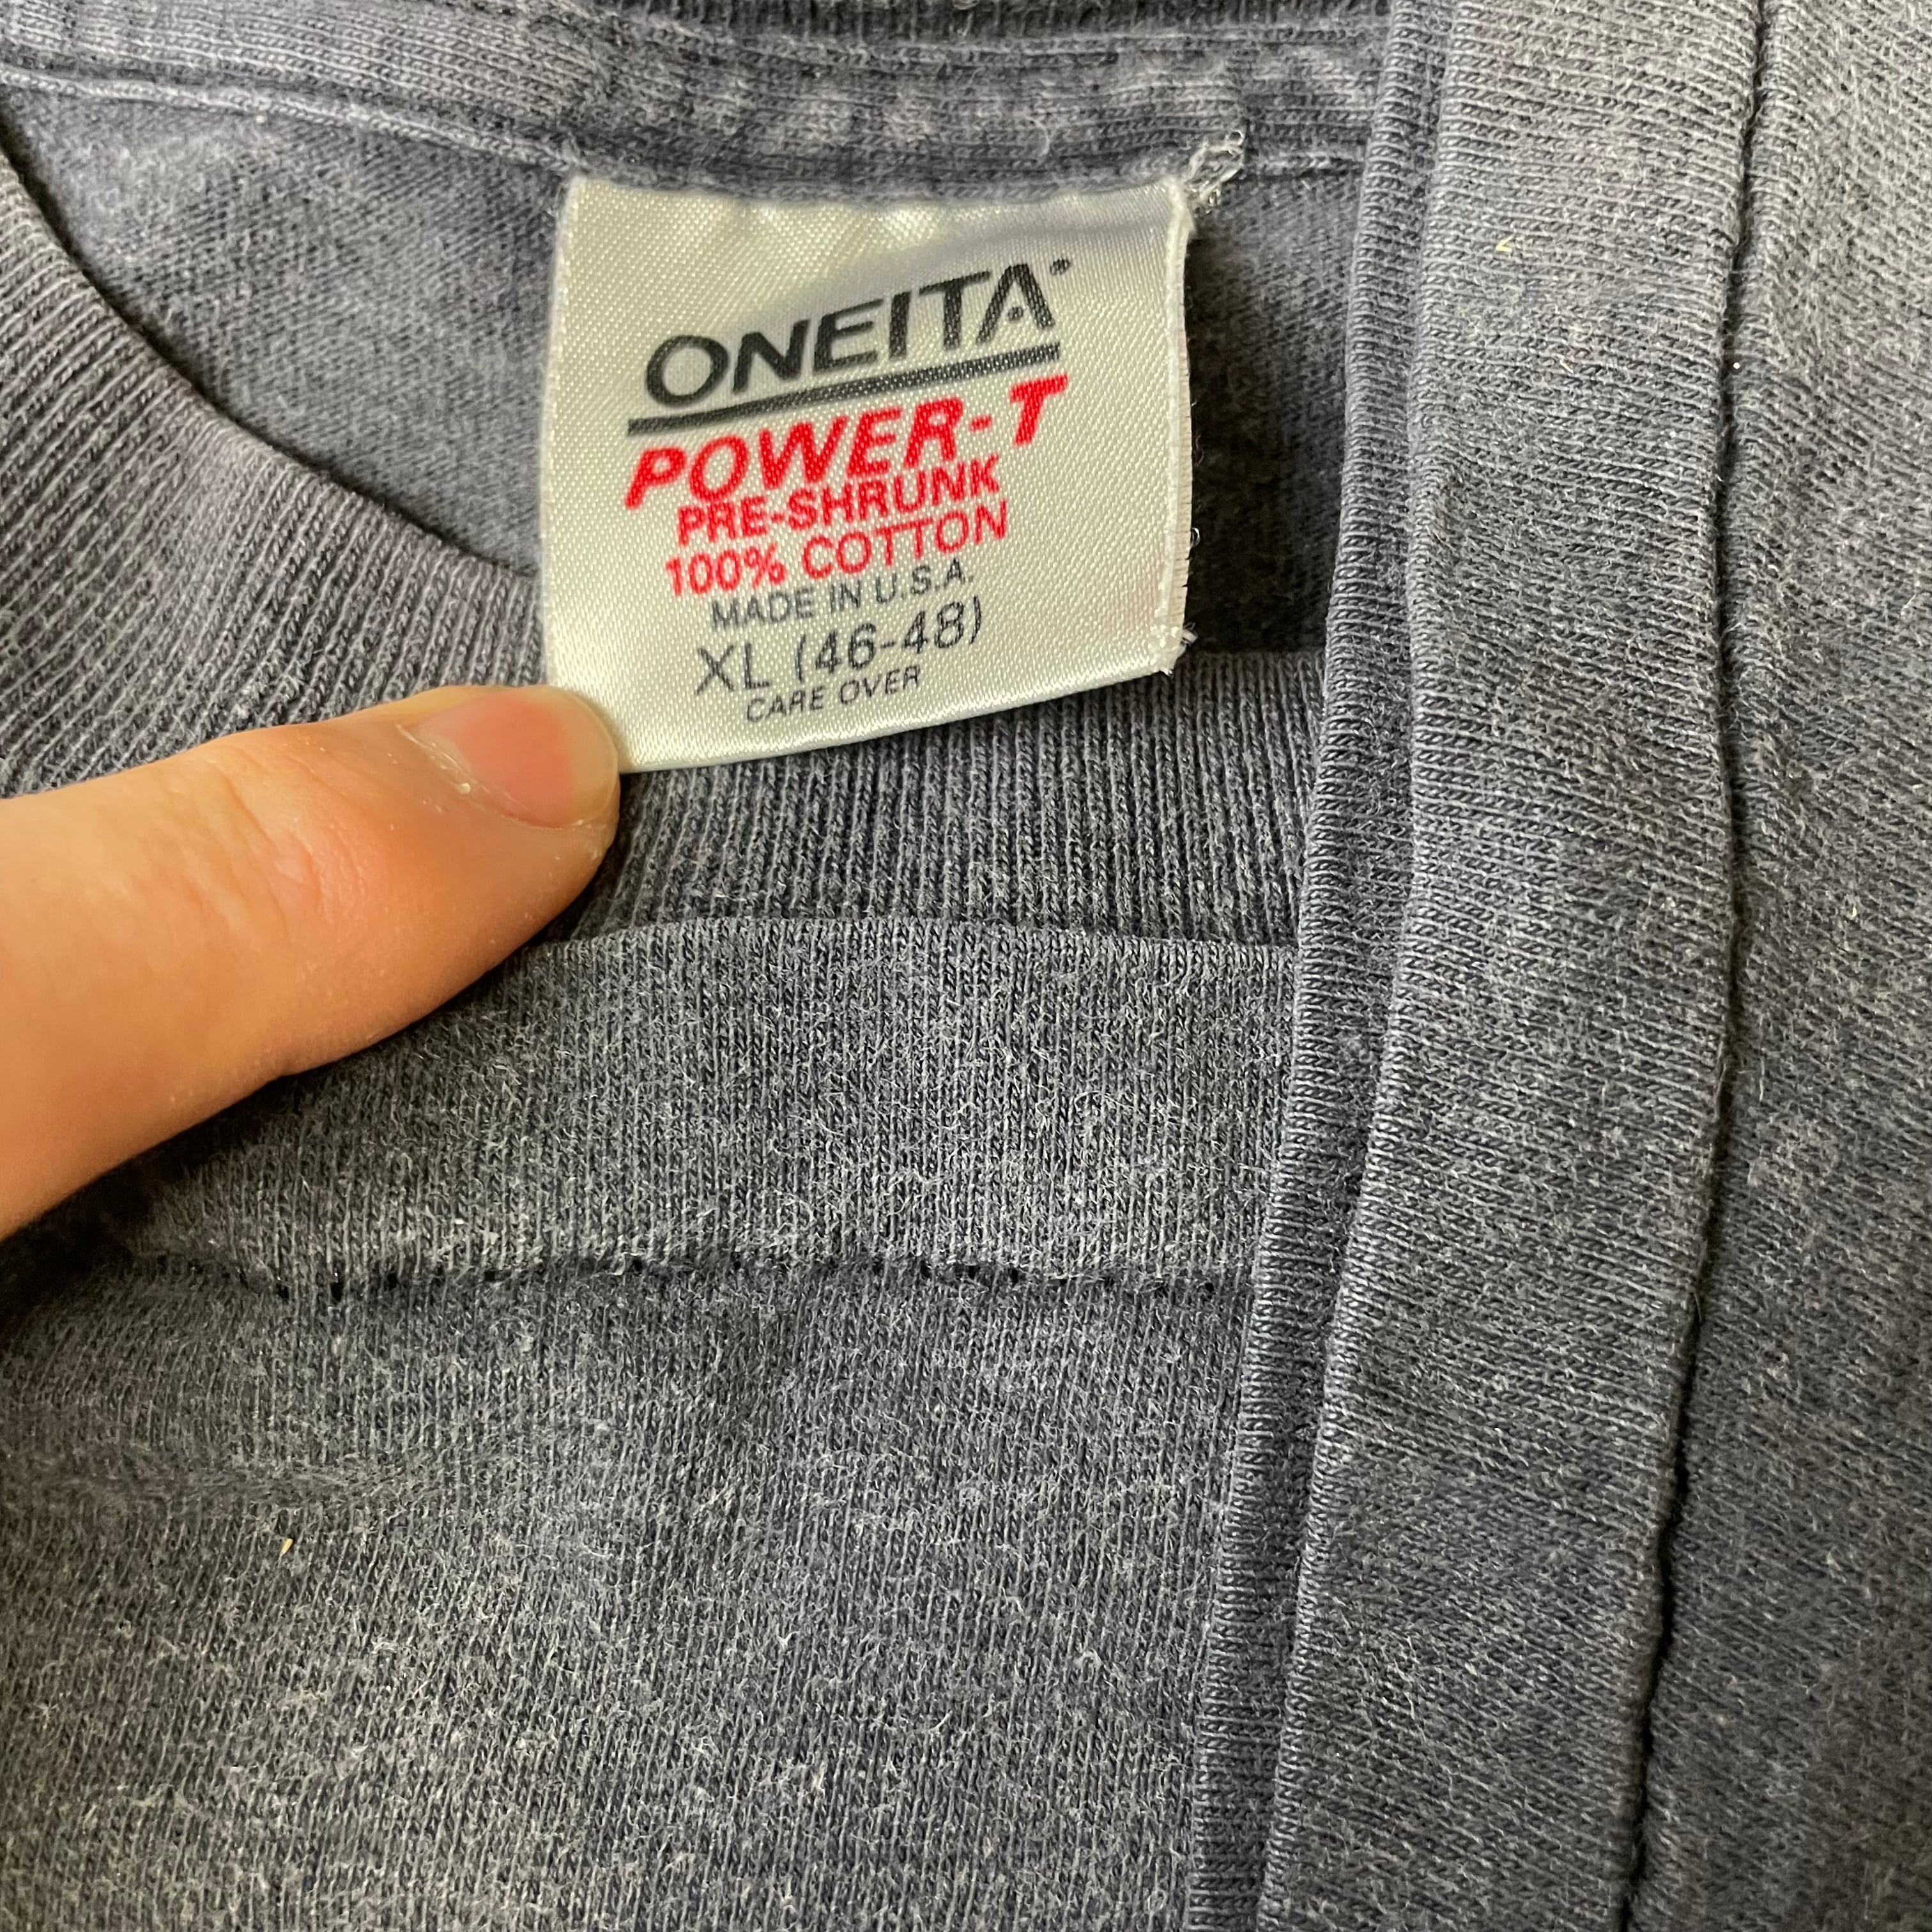 ONEITA®
POWER-T
PRE-SHRUNK
100% COTTON
MADE IN U.S.A.
XL (46-48)
CARE OVER